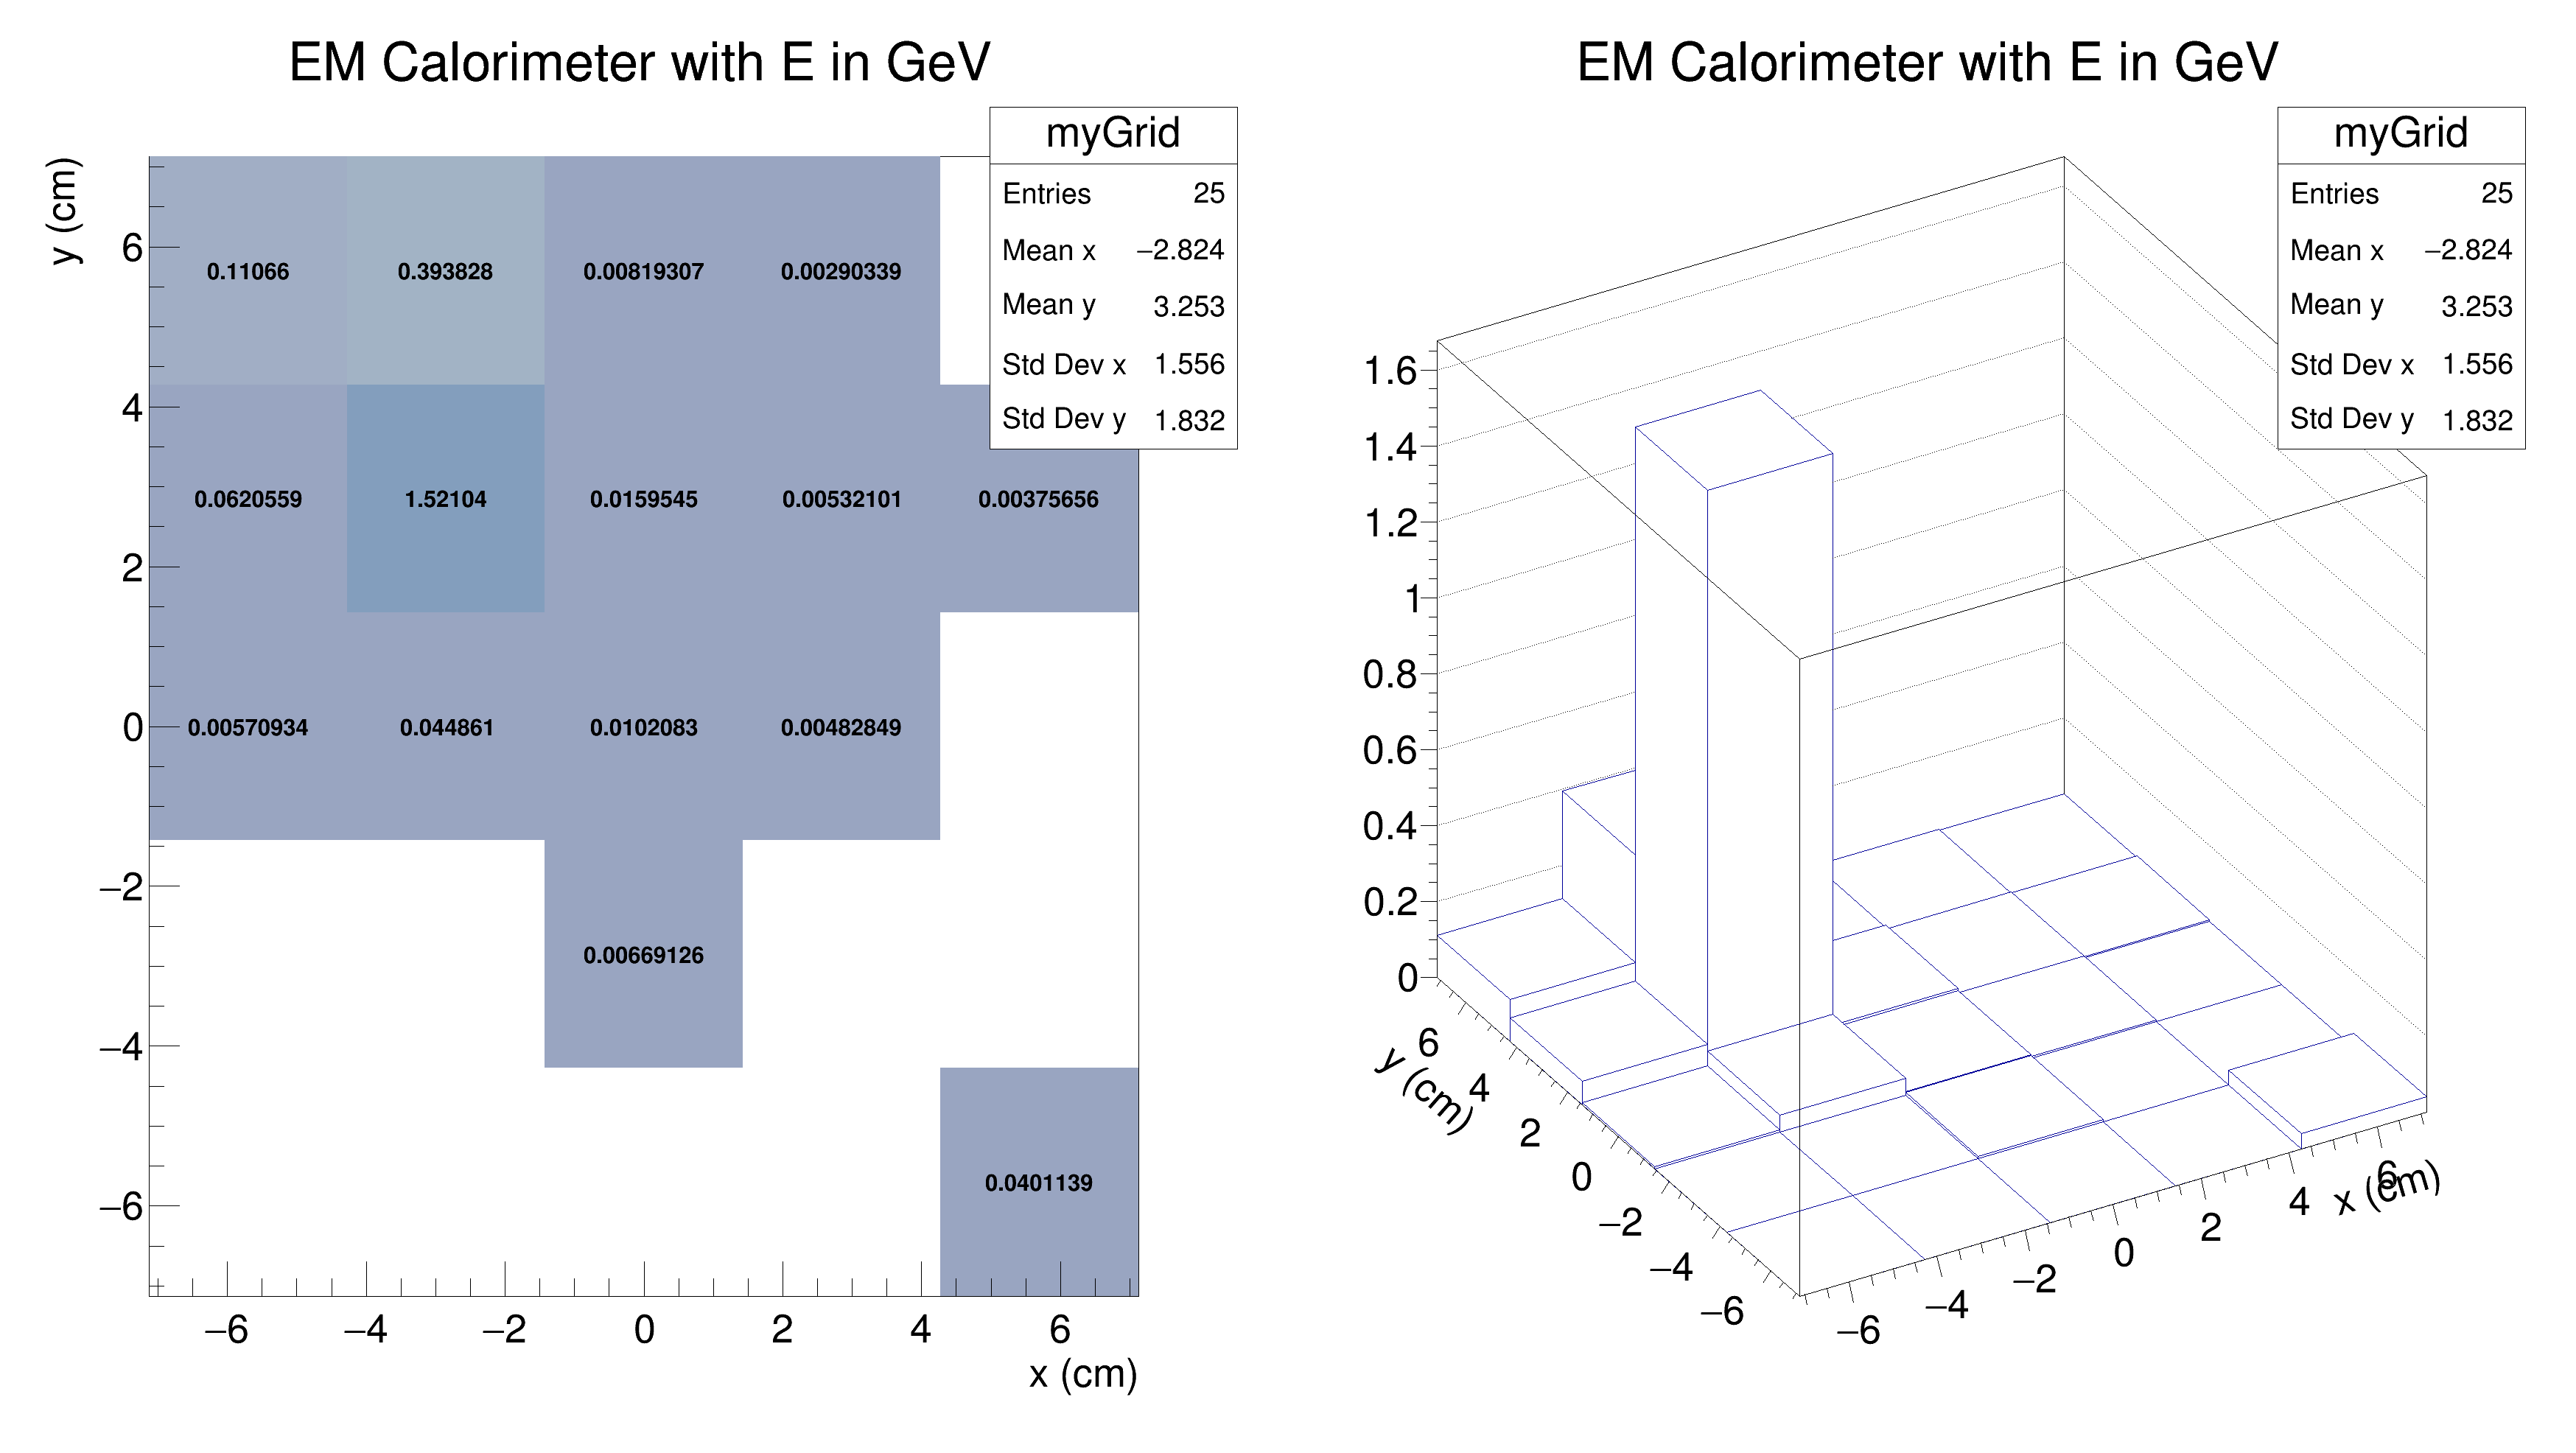 EM Calorimeter with E in GeV
myGrid
Entries 25
Mean x −2.824
Mean y 3.253
Std Dev x 1.556
Std Dev y 1.832
y (cm)
6
4
2
0
−2
−4
−6
0.11066 0.393828 0.00819307 0.00290339
0.0620559 1.52104 0.0159545 0.00532101 0.00375656
0.00570934 0.044861 0.0102083 0.00482849
0.00669126
0.0401139
−6 −4 −2 0 2 4 6
x (cm)
EM Calorimeter with E in GeV
myGrid
Entries 25
Mean x −2.824
Mean y 3.253
Std Dev x 1.556
Std Dev y 1.832
1.6
1.4
1.2
1
0.8
0.6
0.4
0.2
0
y (cm)
6
4
2
0
−2
−4
−6
−6 −4 −2 0 2 4 6
x (cm)